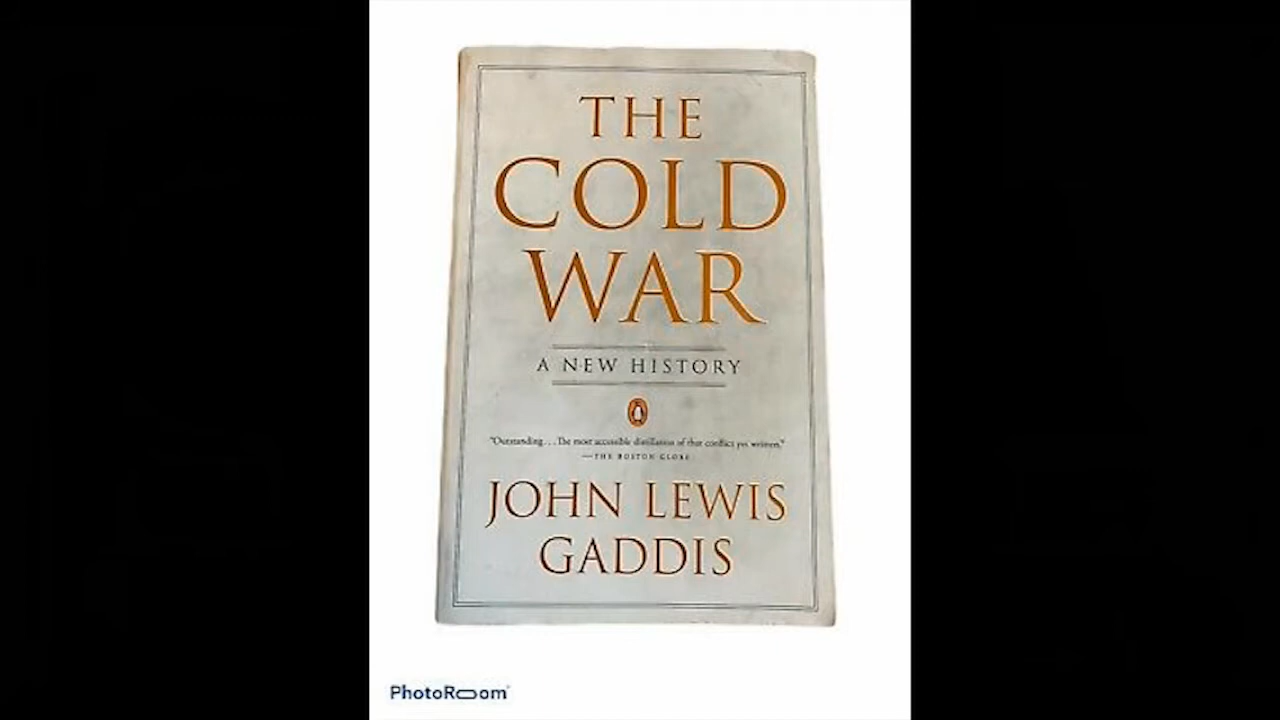 THE
COLD
WAR
A NEW HISTORY
"Outstanding... The most accessible distillation of that conflict yet written."
—THE BOSTON GLOBE
JOHN LEWIS
GADDIS
PhotoRoom